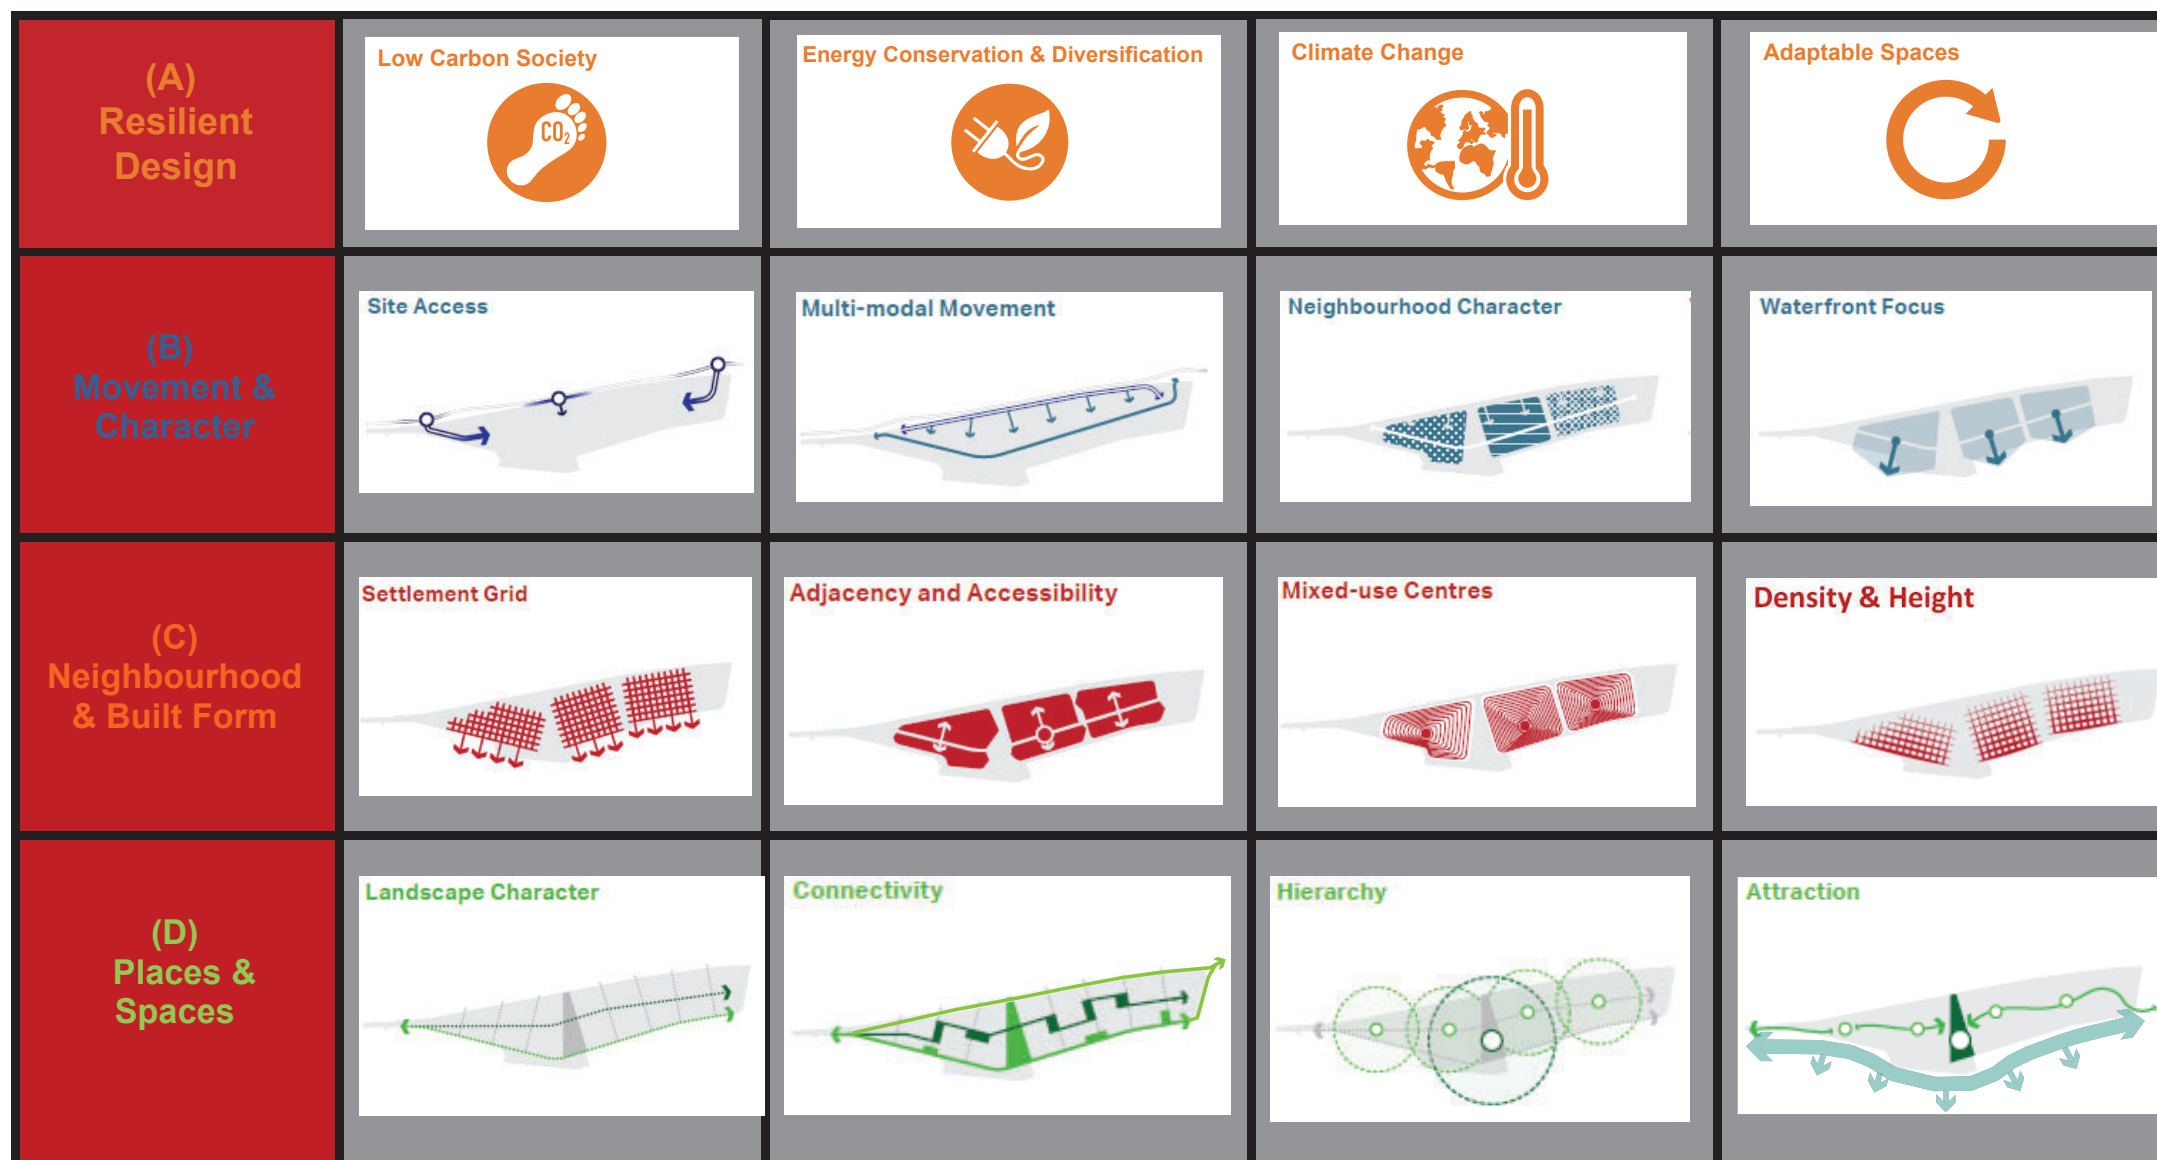 (A)
Resilient
Design
Low Carbon Society
CO₂
Energy Conservation & Diversification
Climate Change
Adaptable Spaces
(B)
Movement &
Character
Site Access
Multi-modal Movement
Neighbourhood Character
Waterfront Focus
(C)
Neighbourhood
& Built Form
Settlement Grid
Adjacency and Accessibility
Mixed-use Centres
Density & Height
(D)
Places &
Spaces
Landscape Character
Connectivity
Hierarchy
Attraction